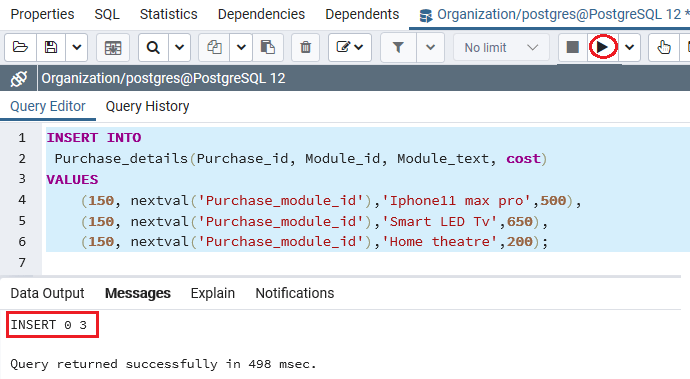 Properties SQL Statistics Dependencies Dependents Organization/postgres@PostgreSQL 12 *
No limit
Organization/postgres@PostgreSQL 12
Query Editor Query History
1 INSERT INTO
2 Purchase_details(Purchase_id, Module_id, Module_text, cost)
3 VALUES
4 (150, nextval('Purchase_module_id'),'Iphone11 max pro',500),
5 (150, nextval('Purchase_module_id'),'Smart LED Tv',650),
6 (150, nextval('Purchase_module_id'),'Home theatre',200);
7
Data Output Messages Explain Notifications
INSERT 0 3
Query returned successfully in 498 msec.